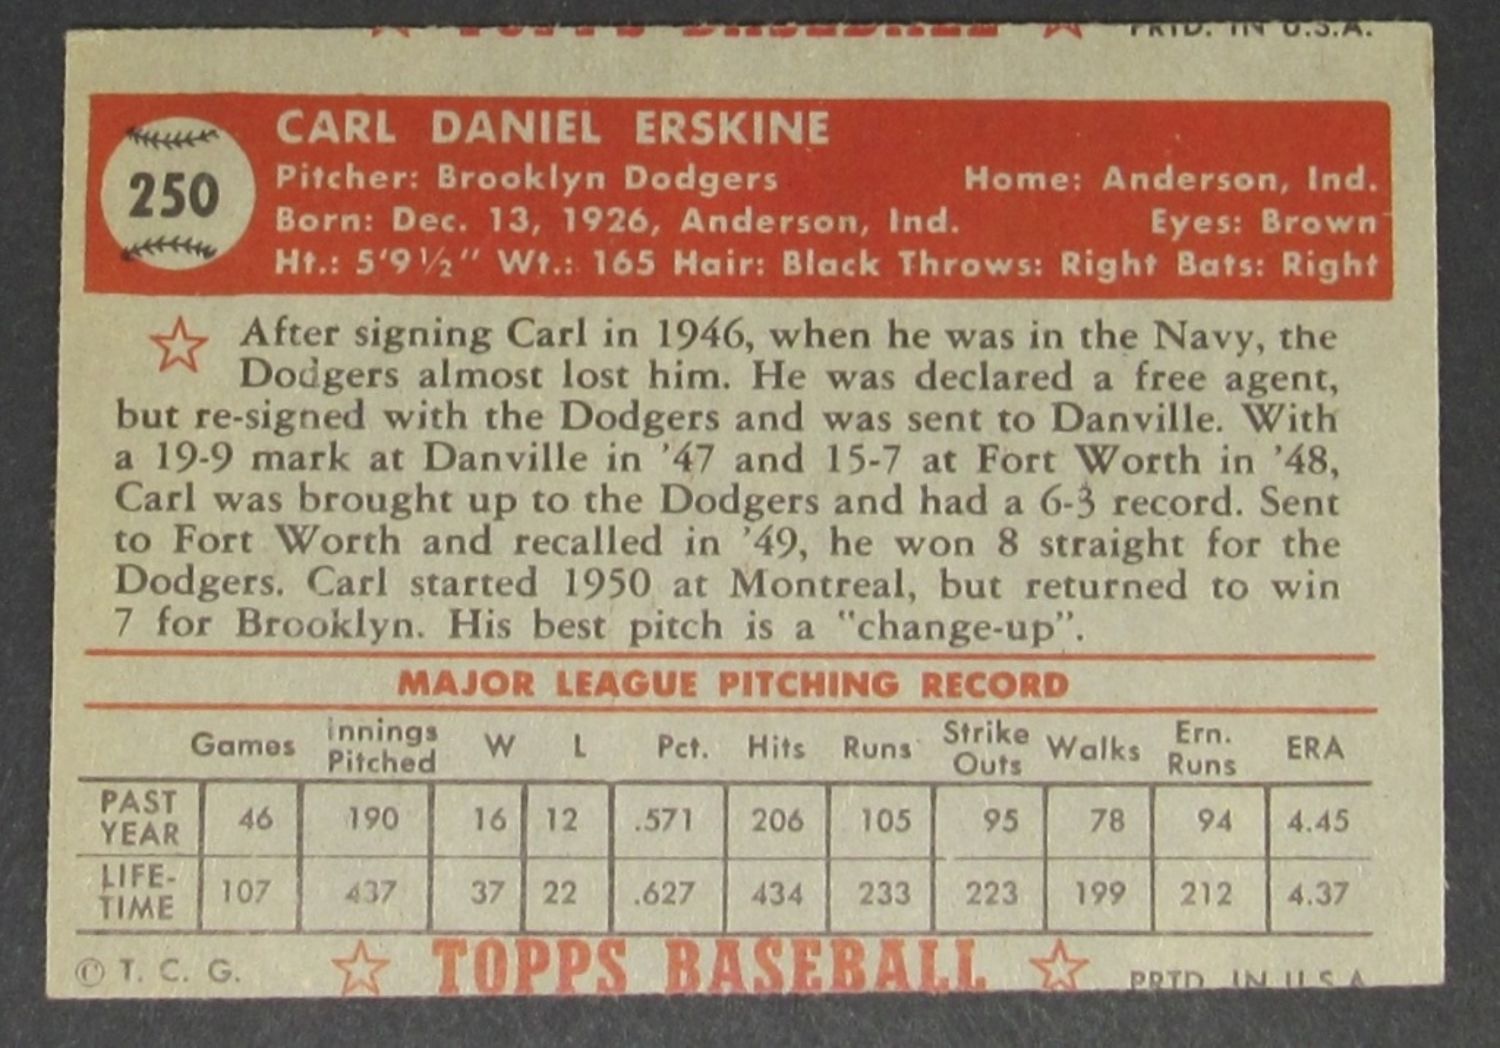 TOPPS BASEBALL PRTD. IN U.S.A.
250
CARL DANIEL ERSKINE
Pitcher: Brooklyn Dodgers Home: Anderson, Ind.
Born: Dec. 13, 1926, Anderson, Ind. Eyes: Brown
Ht.: 5'9½" Wt.: 165 Hair: Black Throws: Right Bats: Right
After signing Carl in 1946, when he was in the Navy, the
Dodgers almost lost him. He was declared a free agent,
but re-signed with the Dodgers and was sent to Danville. With
a 19-9 mark at Danville in '47 and 15-7 at Fort Worth in '48,
Carl was brought up to the Dodgers and had a 6-3 record. Sent
to Fort Worth and recalled in '49, he won 8 straight for the
Dodgers. Carl started 1950 at Montreal, but returned to win
7 for Brooklyn. His best pitch is a "change-up".
MAJOR LEAGUE PITCHING RECORD
Games Innings Pitched W L Pct. Hits Runs Strike Outs Walks Ern. Runs ERA
PAST YEAR 46 190 16 12 .571 206 105 95 78 94 4.45
LIFE-TIME 107 437 37 22 .627 434 233 223 199 212 4.37
© T. C. G. TOPPS BASEBALL PRTD. IN U.S.A.